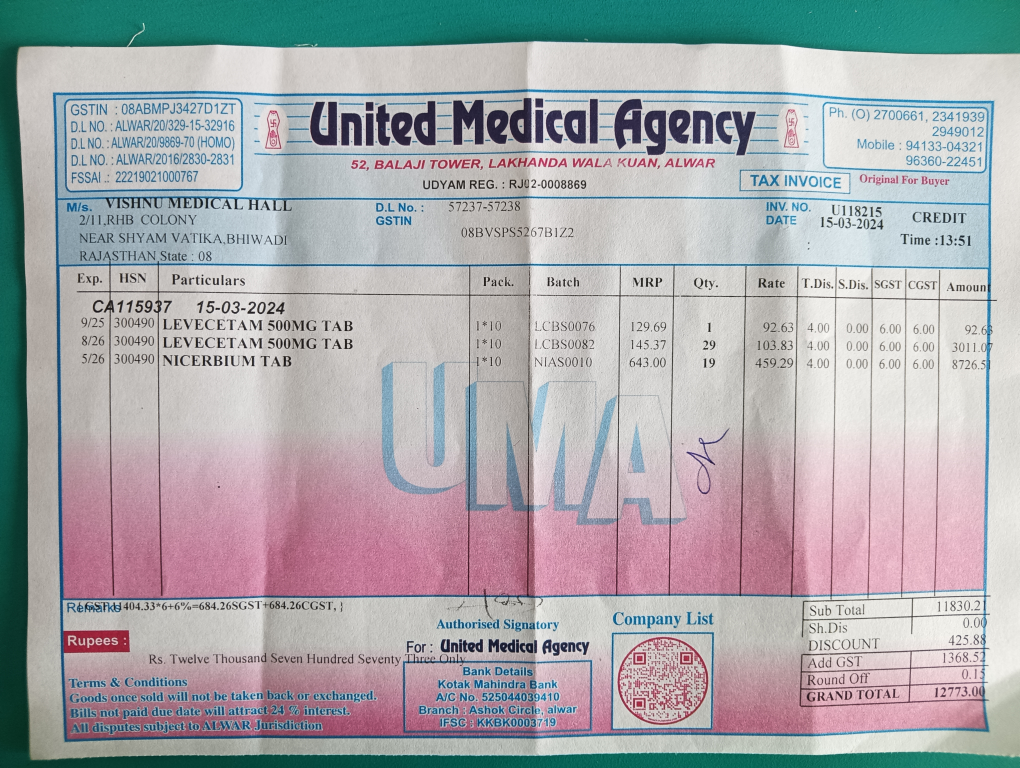 GSTIN : 08ABMPJ3427D1ZT
D.L NO. : ALWAR/20/329-15-32916
D.L NO. : ALWAR/20/9869-70 (HOMO)
D.L NO. : ALWAR/2016/2830-2831
FSSAI .: 22219021000767
United Medical Agency
52, BALAJI TOWER, LAKHANDA WALA KUAN, ALWAR
UDYAM REG. : RJ02-0008869
TAX INVOICE
Original For Buyer
Ph. (O) 2700661, 2341939
2949012
Mobile : 94133-04321
96360-22451
M/s. VISHNU MEDICAL HALL
2/11,RHB COLONY
NEAR SHYAM VATIKA,BHIWADI
RAJASTHAN State : 08
D.L No. : 57237-57238
GSTIN
08BVSPS5267B1Z2
INV. NO. U118215
DATE 15-03-2024
:
CREDIT
Time :13:51
Exp. HSN Particulars Pack. Batch MRP Qty. Rate T.Dis. S.Dis. SGST CGST Amount
CA115937 15-03-2024
9/25 300490 LEVECETAM 500MG TAB 1*10 LCBS0076 129.69 1 92.63 4.00 0.00 6.00 6.00 92.63
8/26 300490 LEVECETAM 500MG TAB 1*10 LCBS0082 145.37 29 103.83 4.00 0.00 6.00 6.00 3011.07
5/26 300490 NICERBIUM TAB 1*10 NIAS0010 643.00 19 459.29 4.00 0.00 6.00 6.00 8726.51
UMA
Remarks
GST 11404.33*6+6%=684.26SGST+684.26CGST, }
Authorised Signatory
For : United Medical Agency
Rupees :
Rs. Twelve Thousand Seven Hundred Seventy Three Only
Terms & Conditions
Goods once sold will not be taken back or exchanged.
Bills not paid due date will attract 24 % interest.
All disputes subject to ALWAR Jurisdiction
Bank Details
Kotak Mahindra Bank
A/C No. 525044039410
Branch : Ashok Circle, alwar
IFSC : KKBK0003719
Company List
Sub Total 11830.21
Sh.Dis 0.00
DISCOUNT 425.88
Add GST 1368.52
Round Off 0.15
GRAND TOTAL 12773.00